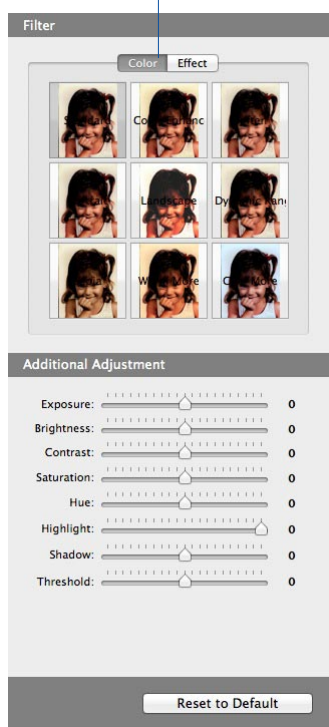 Filter
Color Effect
Standard
Landscape
Additional Adjustment
Exposure: 0
Brightness: 0
Contrast: 0
Saturation: 0
Hue: 0
Highlight: 0
Shadow: 0
Threshold: 0
Reset to Default